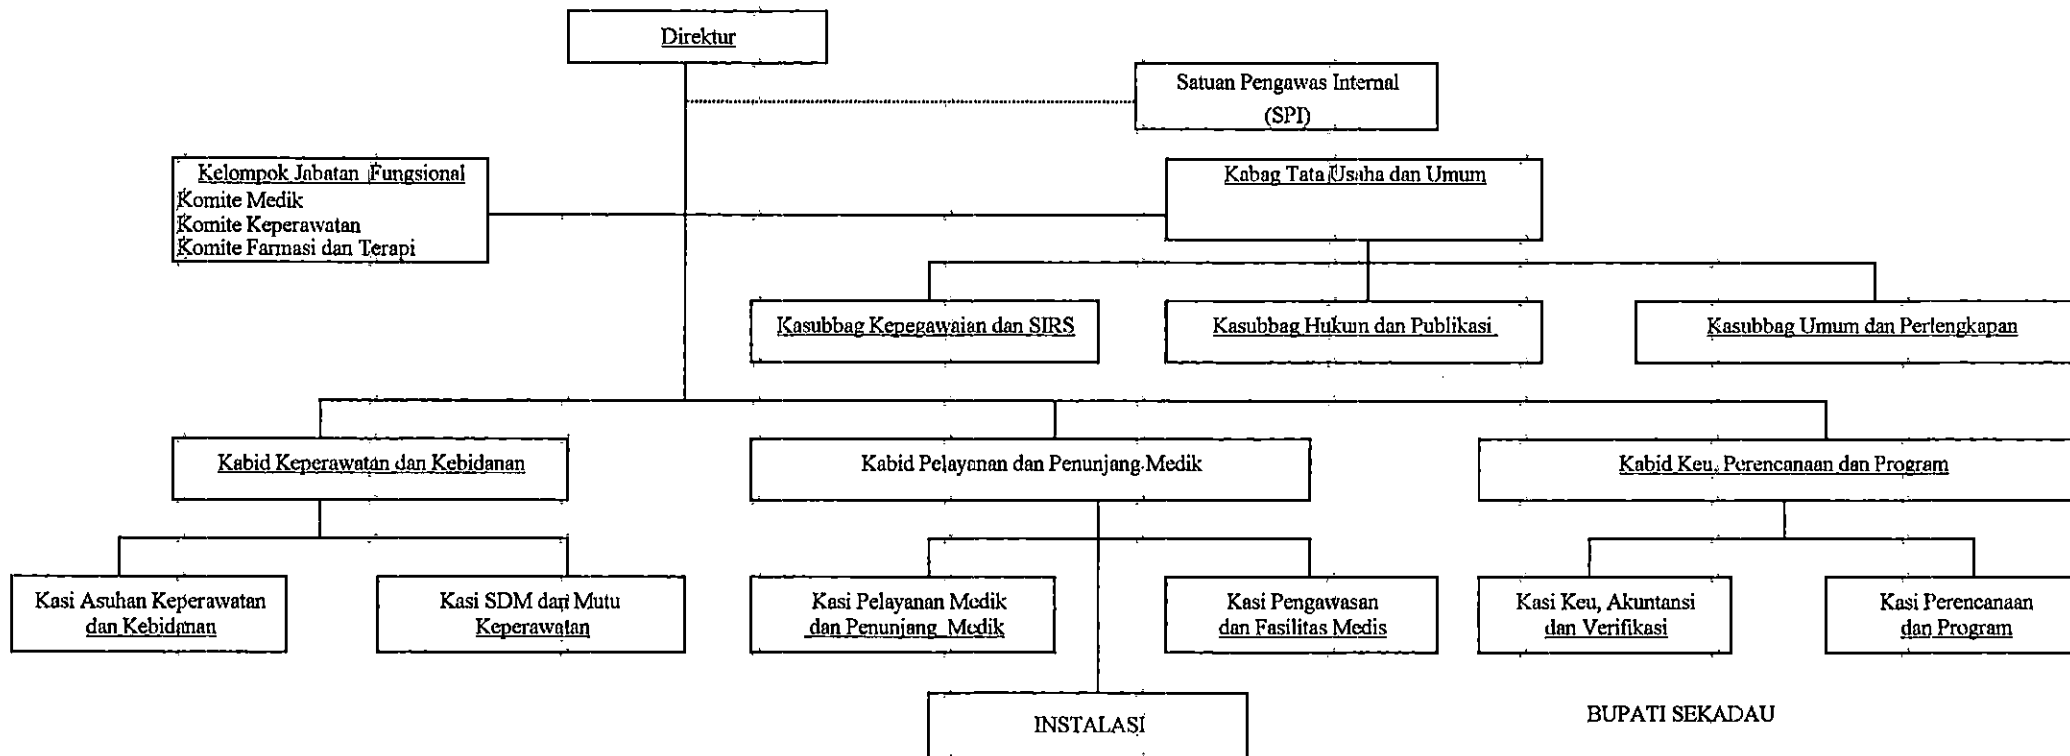 Direktur
Satuan Pengawas Internal
(SPI)
Kelompok Jabatan Fungsional
Komite Medik
Komite Keperawatan
Komite Farmasi dan Terapi
Kabag Tata Usaha dan Umum
Kasubbag Kepegawaian dan SIRS
Kasubbag Hukum dan Publikasi
Kasubbag Umum dan Perlengkapan
Kabid Keperawatan dan Kebidanan
Kabid Pelayanan dan Penunjang Medik
Kabid Keu, Perencanaan dan Program
Kasi Asuhan Keperawatan
dan Kebidanan
Kasi SDM dan Mutu
Keperawatan
Kasi Pelayanan Medik
dan Penunjang Medik
Kasi Pengawasan
dan Fasilitas Medis
Kasi Keu, Akuntansi
dan Verifikasi
Kasi Perencanaan
dan Program
INSTALASI
BUPATI SEKADAU